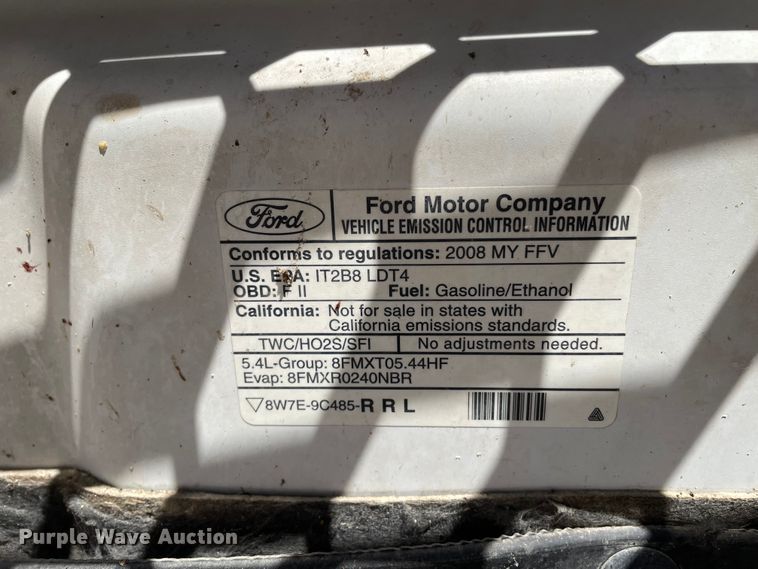 Ford
Ford Motor Company
VEHICLE EMISSION CONTROL INFORMATION
Conforms to regulations: 2008 MY FFV
U.S. EPA: IT2B8 LDT4
OBD: F II Fuel: Gasoline/Ethanol
California: Not for sale in states with
California emissions standards.
TWC/HO2S/SFI No adjustments needed.
5.4L-Group: 8FMXT05.44HF
Evap: 8FMXR0240NBR
8W7E-9C485-R R L
Purple Wave Auction